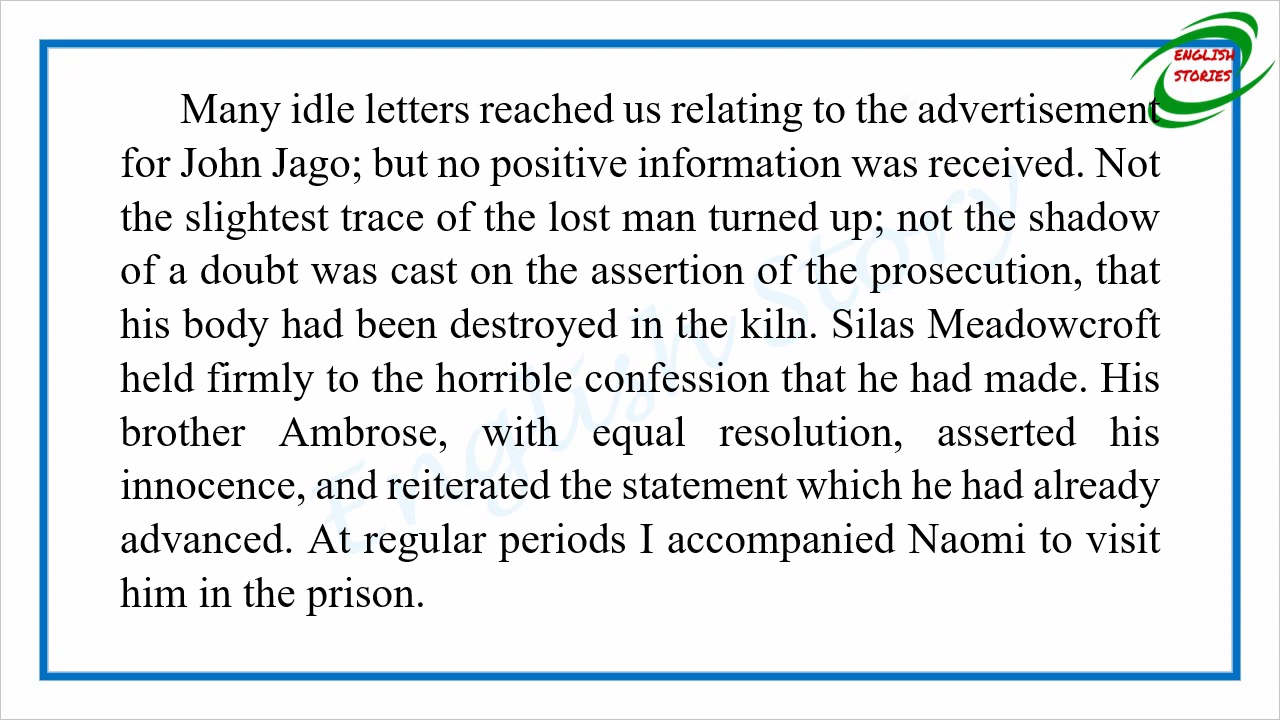 ENGLISH
STORIES
Many idle letters reached us relating to the advertisement
for John Jago; but no positive information was received. Not
the slightest trace of the lost man turned up; not the shadow
of a doubt was cast on the assertion of the prosecution, that
his body had been destroyed in the kiln. Silas Meadowcroft
held firmly to the horrible confession that he had made. His
brother Ambrose, with equal resolution, asserted his
innocence, and reiterated the statement which he had already
advanced. At regular periods I accompanied Naomi to visit
him in the prison.
English Story